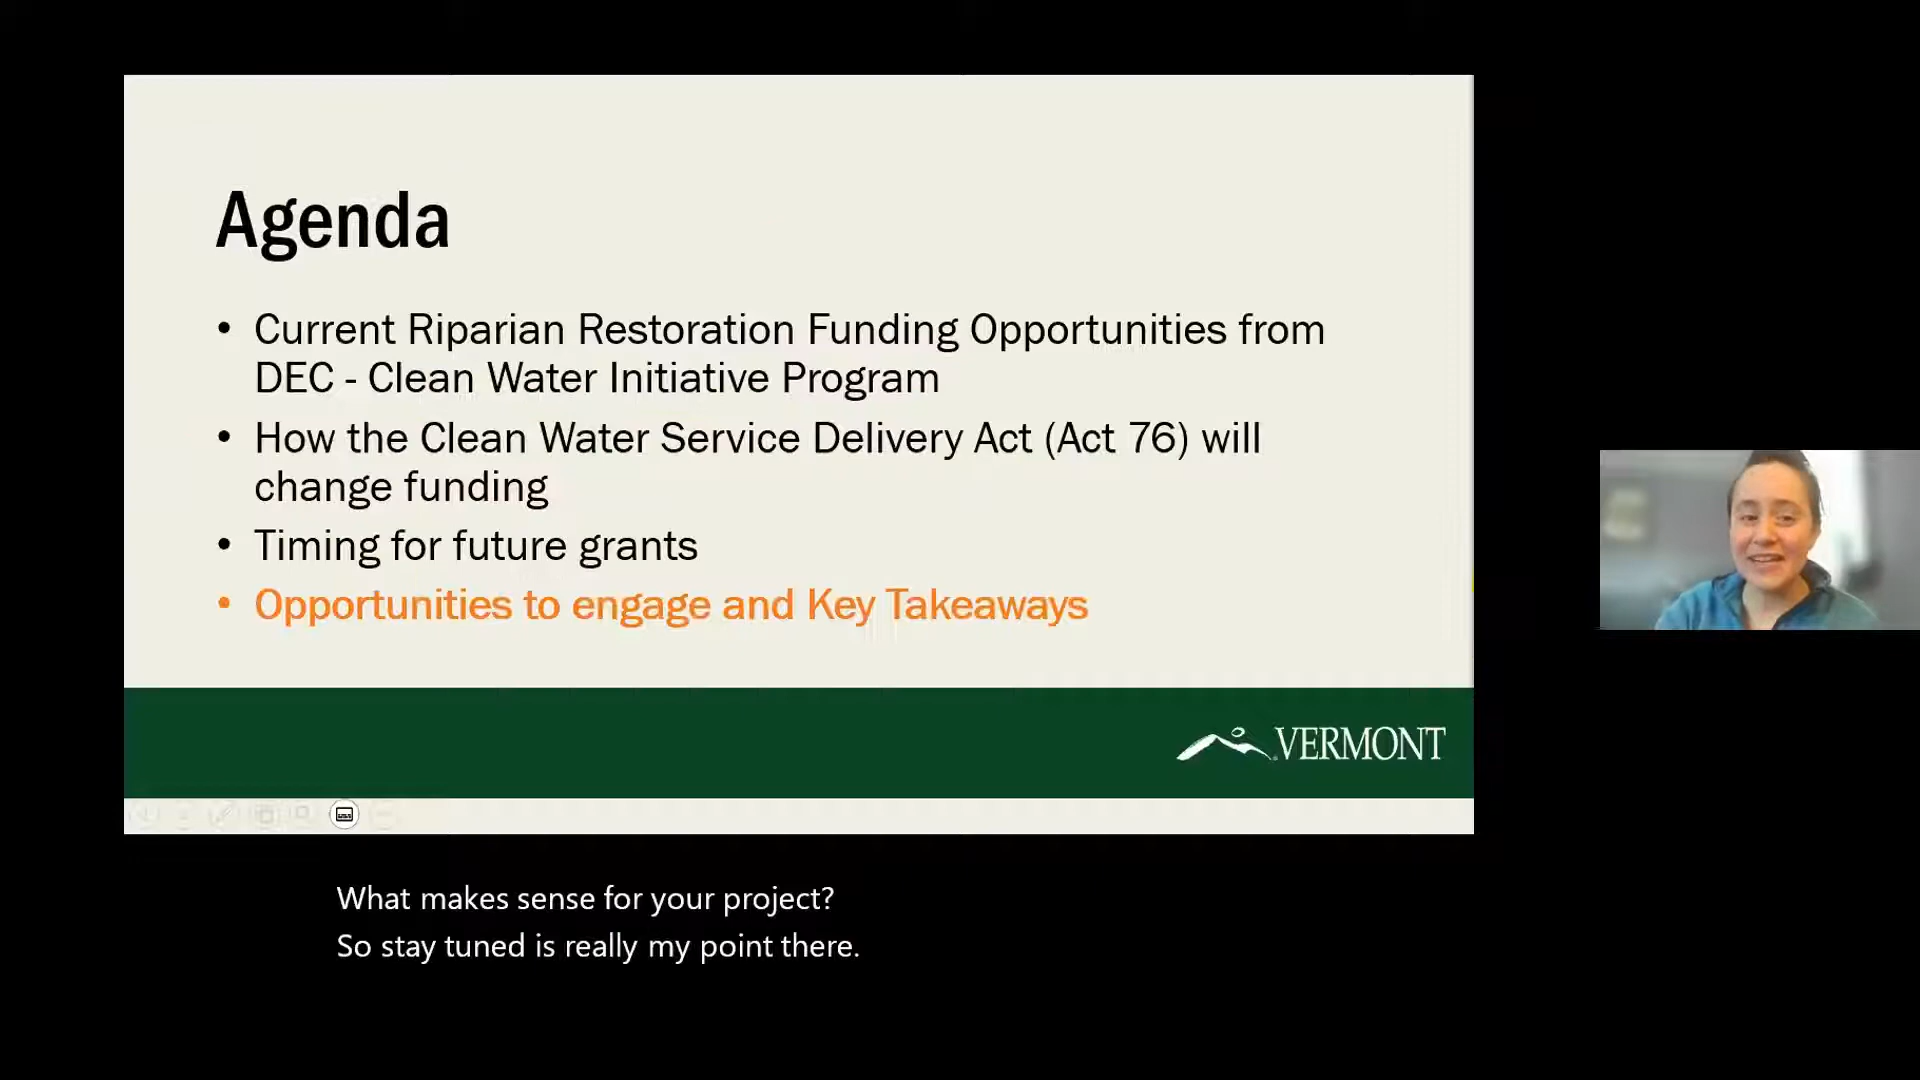 Agenda
• Current Riparian Restoration Funding Opportunities from
DEC - Clean Water Initiative Program
• How the Clean Water Service Delivery Act (Act 76) will
change funding
• Timing for future grants
• Opportunities to engage and Key Takeaways
VERMONT
What makes sense for your project?
So stay tuned is really my point there.